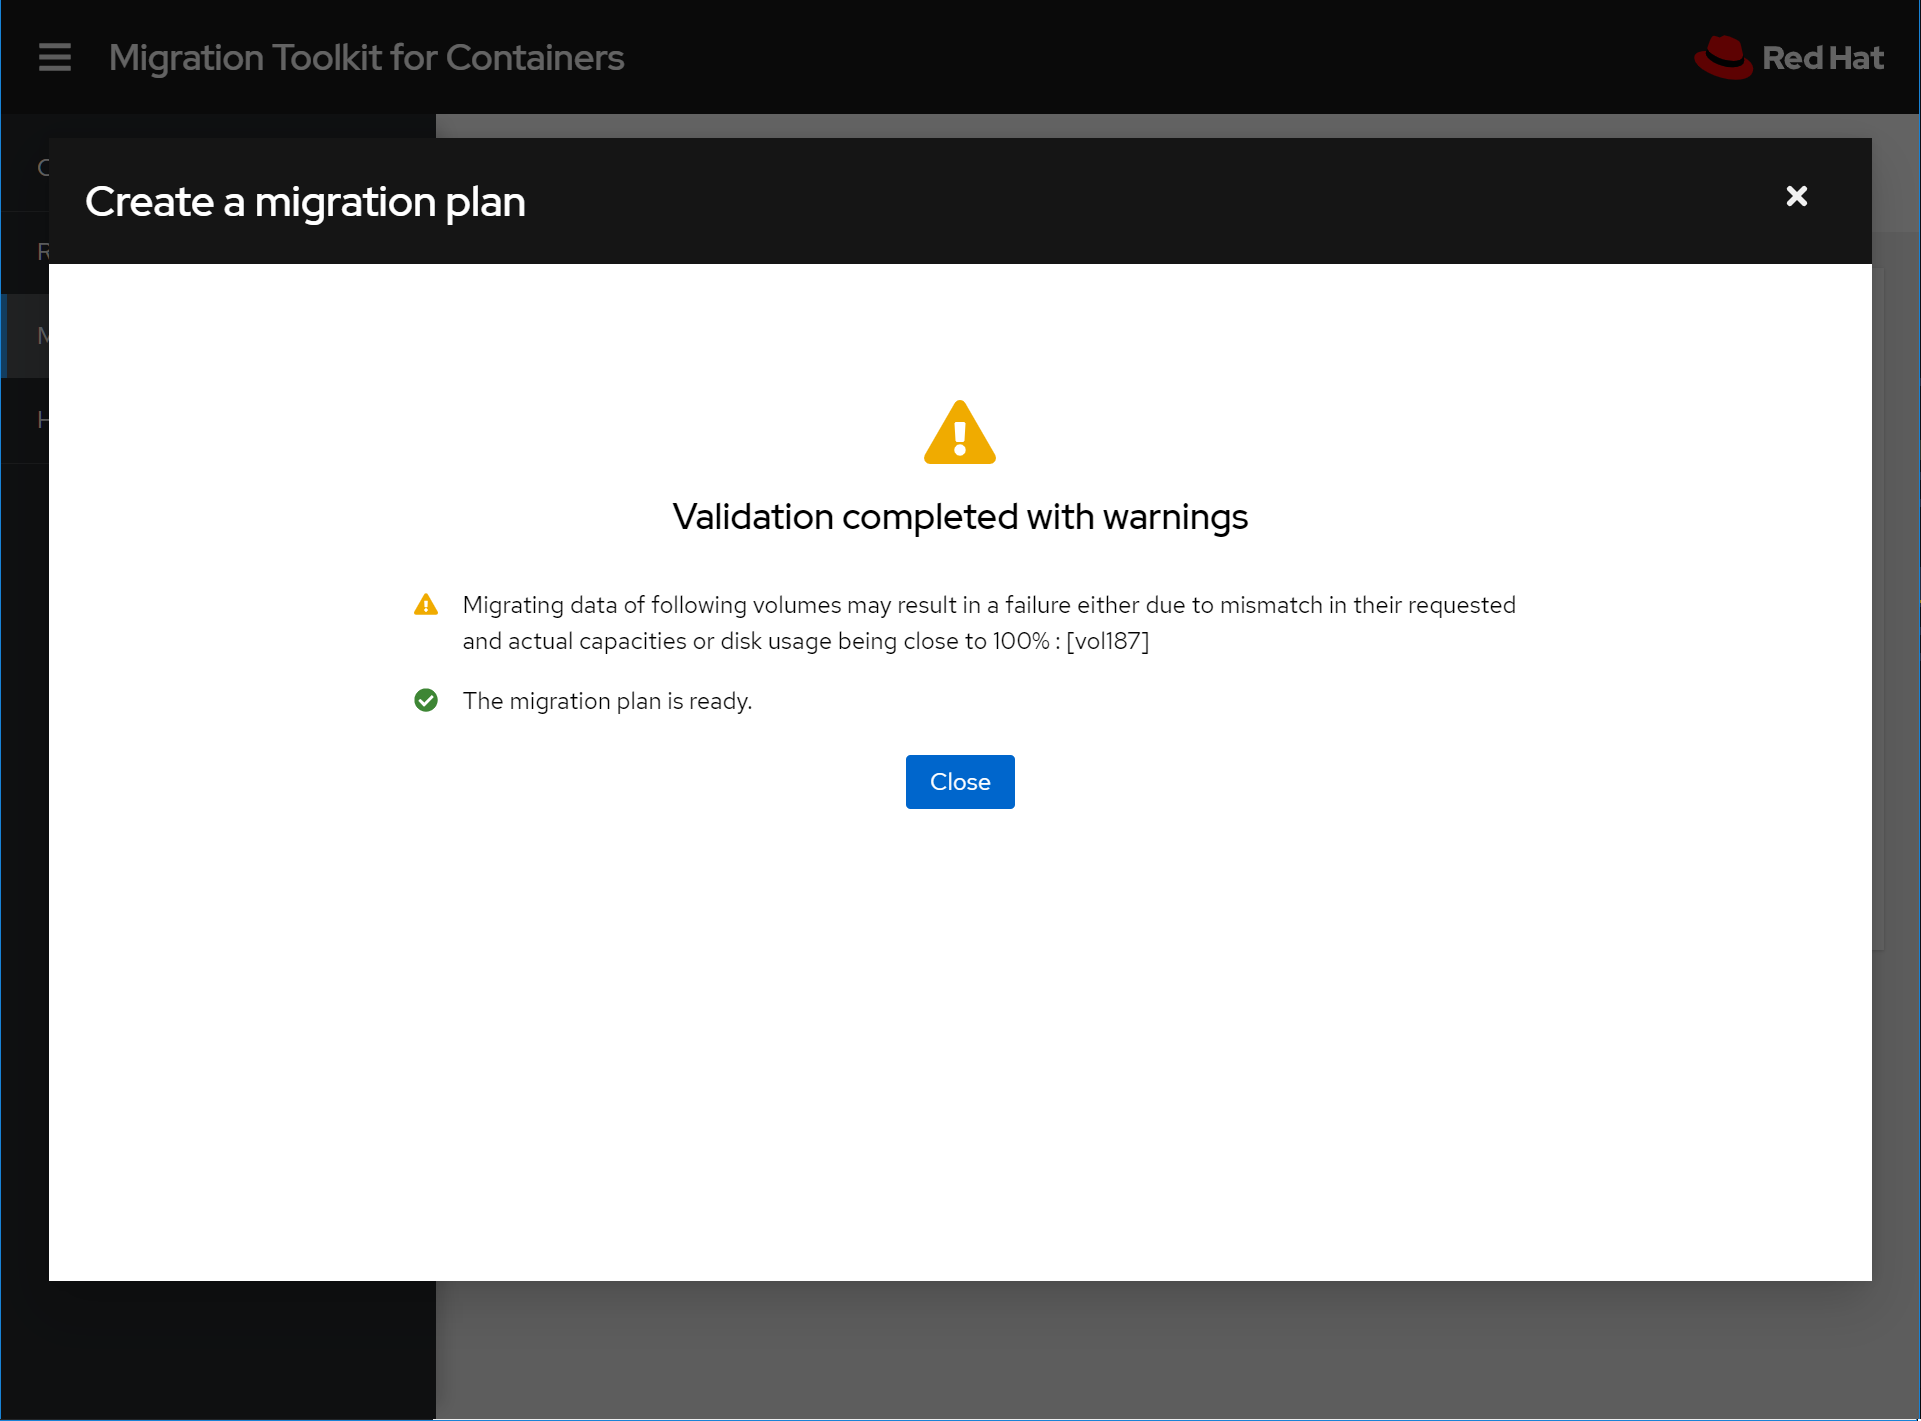 Migration Toolkit for Containers
Red Hat
Create a migration plan
Validation completed with warnings
Migrating data of following volumes may result in a failure either due to mismatch in their requested
and actual capacities or disk usage being close to 100% : [vol187]
The migration plan is ready.
Close